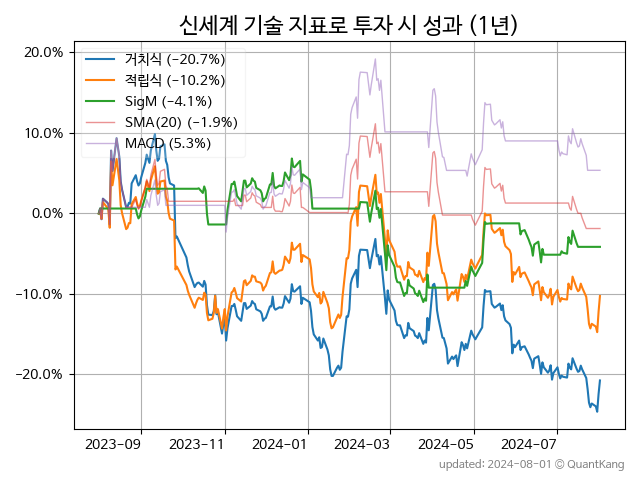 신세계 기술 지표로 투자 시 성과 (1년)
20.0%
10.0%
0.0%
−10.0%
−20.0%
거치식 (−20.7%)
적립식 (−10.2%)
SigM (−4.1%)
SMA(20) (−1.9%)
MACD (5.3%)
2023-09
2023-11
2024-01
2024-03
2024-05
2024-07
updated: 2024-08-01 © QuantKang